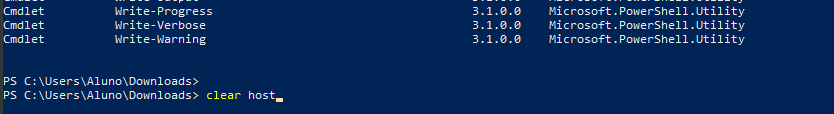 Cmdlet Write-Progress 3.1.0.0 Microsoft.PowerShell.Utility
Cmdlet Write-Verbose 3.1.0.0 Microsoft.PowerShell.Utility
Cmdlet Write-Warning 3.1.0.0 Microsoft.PowerShell.Utility
PS C:\Users\Aluno\Downloads>
PS C:\Users\Aluno\Downloads> clear host